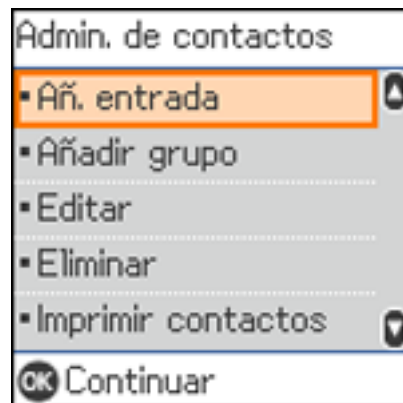 Admin. de contactos
▪Añ. entrada
▪Añadir grupo
▪Editar
▪Eliminar
▪Imprimir contactos
OK Continuar